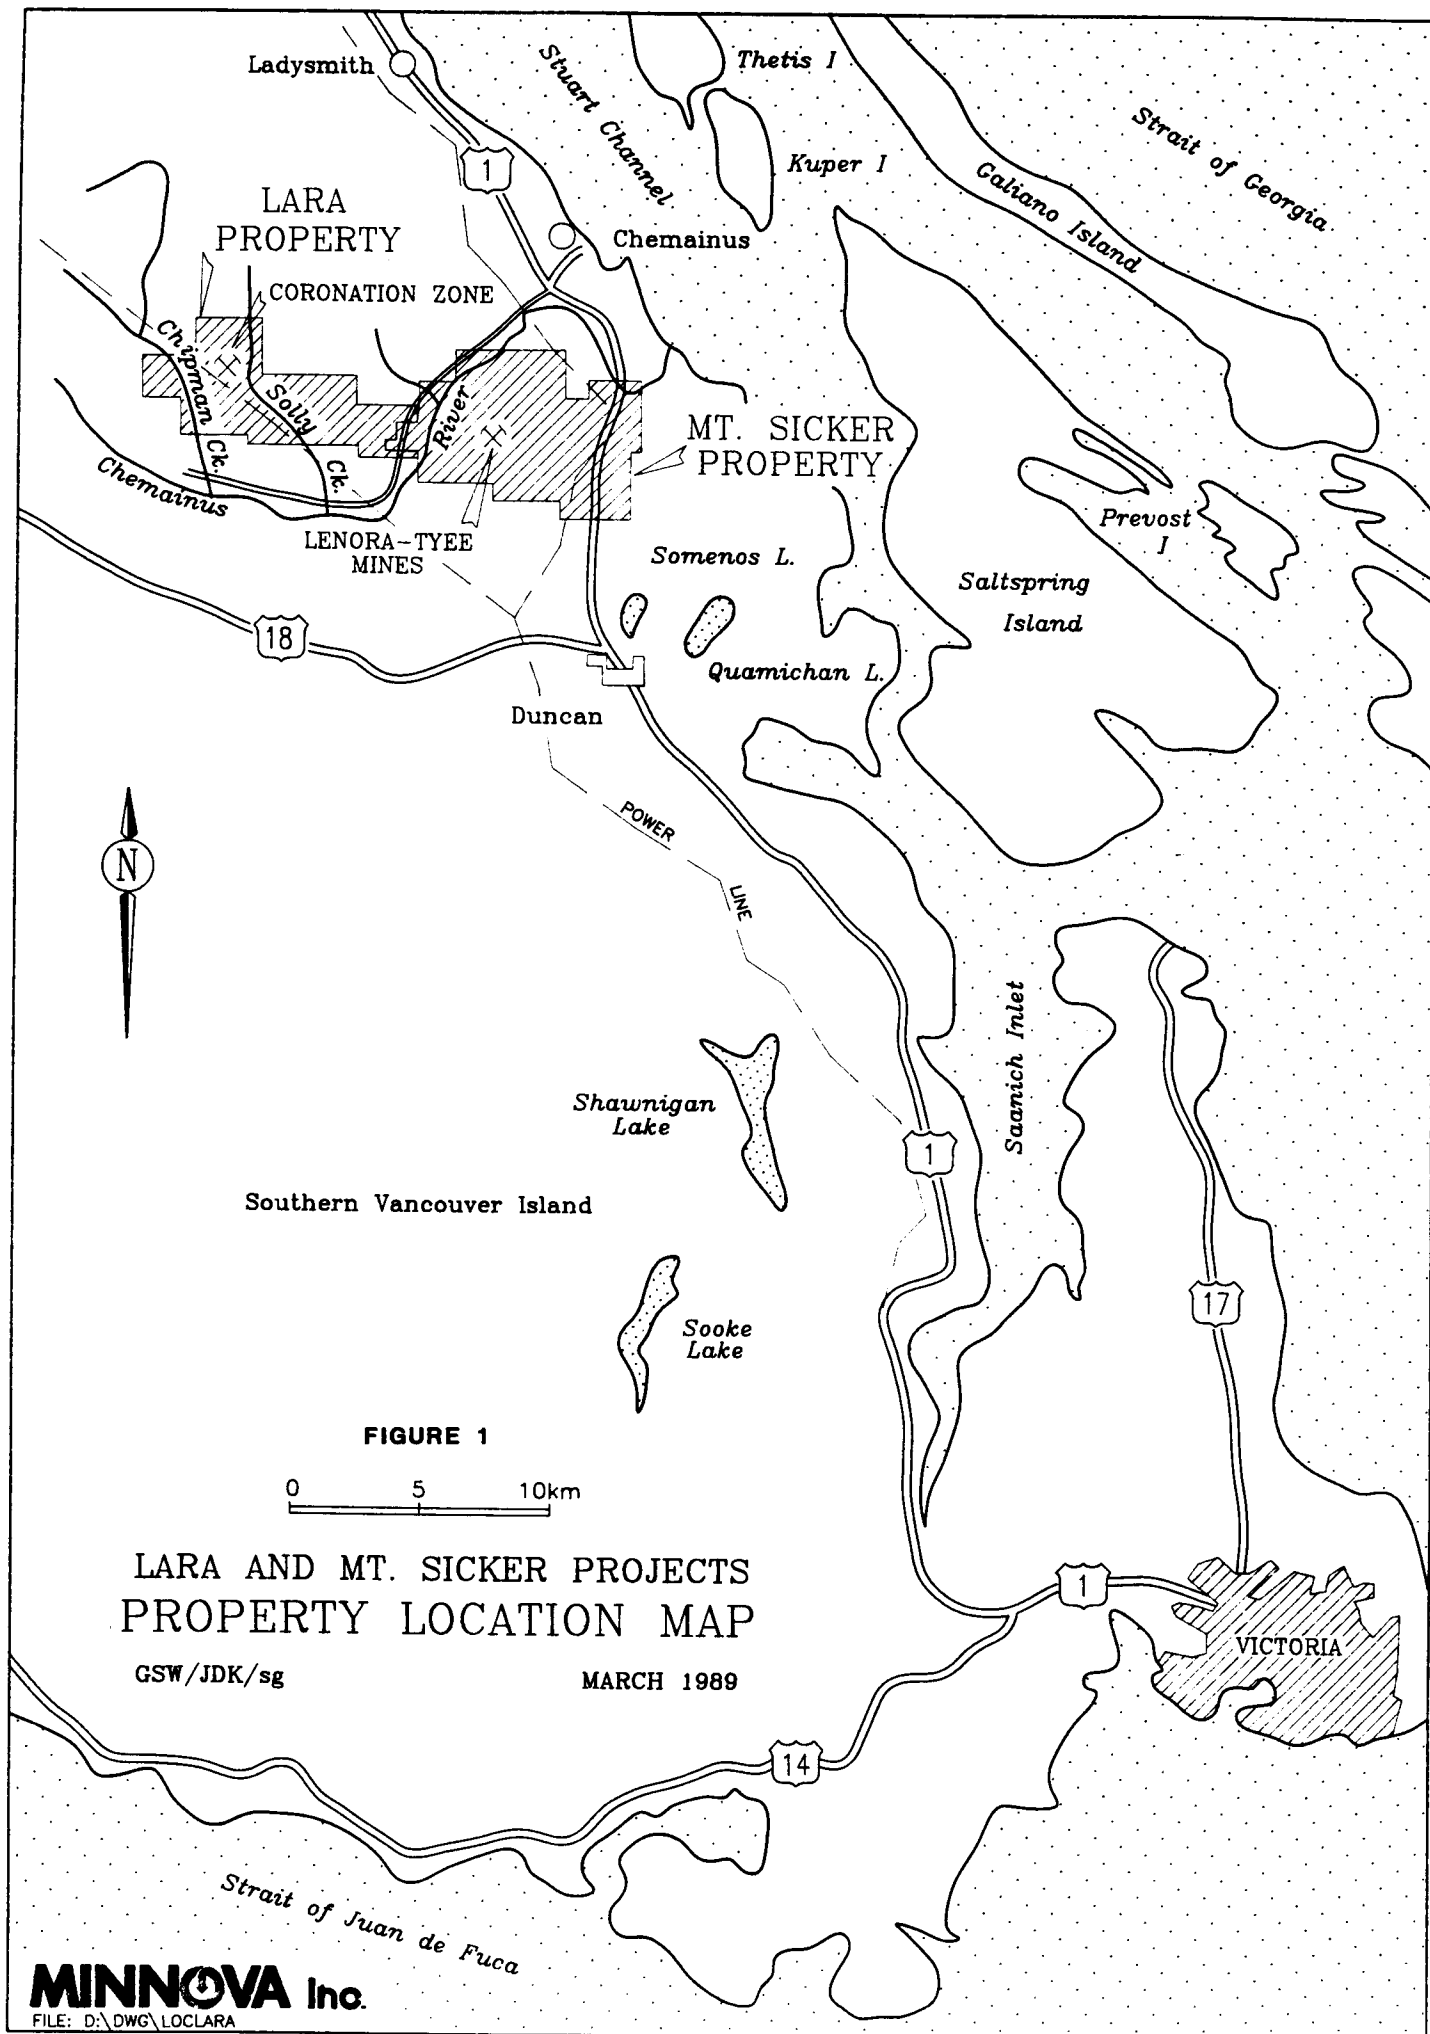 Ladysmith
Stuart Channel
Thetis I
Strait of Georgia
1
Kuper I
Galiano Island
LARA
PROPERTY
Chemainus
CORONATION ZONE
Chipman Ck.
Solly Ck.
River
Chemainus
MT. SICKER
PROPERTY
LENORA-TYEE
MINES
Prevost
I
Somenos L.
Saltspring
Island
18
Quamichan L.
Duncan
POWER
LINE
N
Saanich Inlet
Shawnigan
Lake
1
Southern Vancouver Island
17
Sooke
Lake
FIGURE 1
0 5 10km
LARA AND MT. SICKER PROJECTS
PROPERTY LOCATION MAP
GSW/JDK/sg MARCH 1989
1
VICTORIA
14
Strait of Juan de Fuca
MINNOVA Inc.
FILE: D:\DWG\LOCLARA